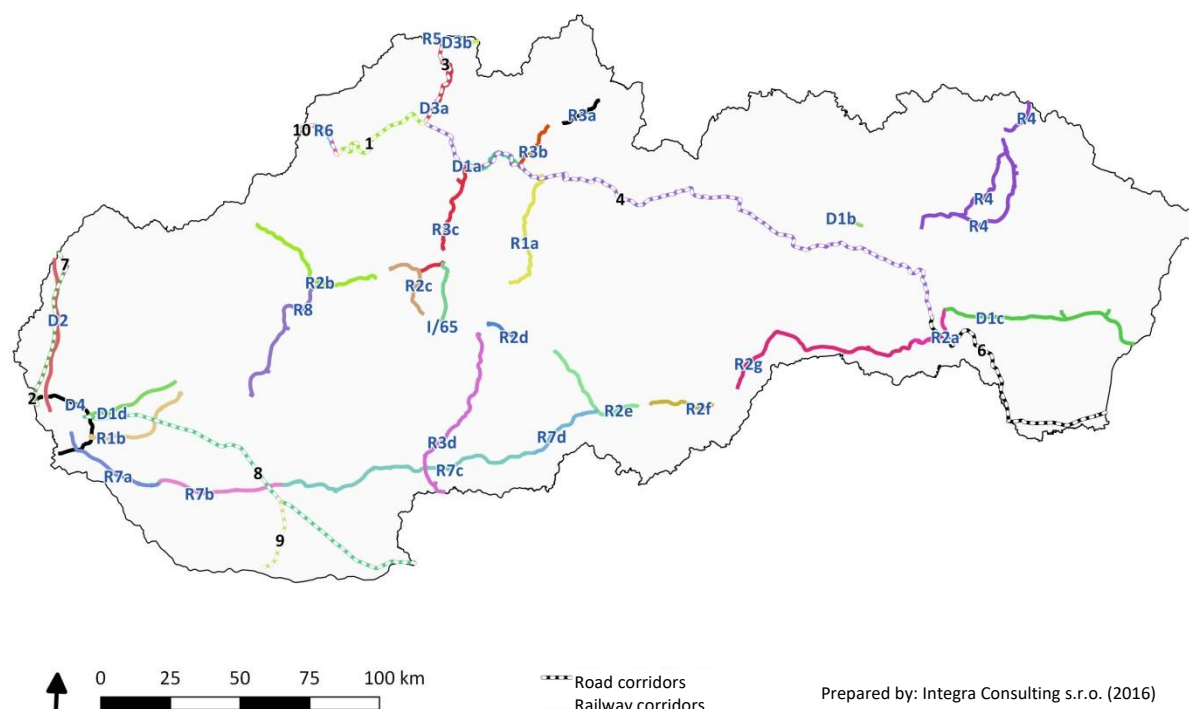 R5 D3b
3
R3a
D3a
10 R6
1
R4
R3b
D1a
4
R4
D1b
R4
R3c
R1a
7
R2b
R2c
R8
D2
I/65
D1c
R2d
R2a
6
R2g
2
D4
D1d
R2e
R2f
R1b
R7d
R3d
R7c
R7a
8
R7b
9
0 25 50 75 100 km
Road corridors
Railway corridors
Prepared by: Integra Consulting s.r.o. (2016)